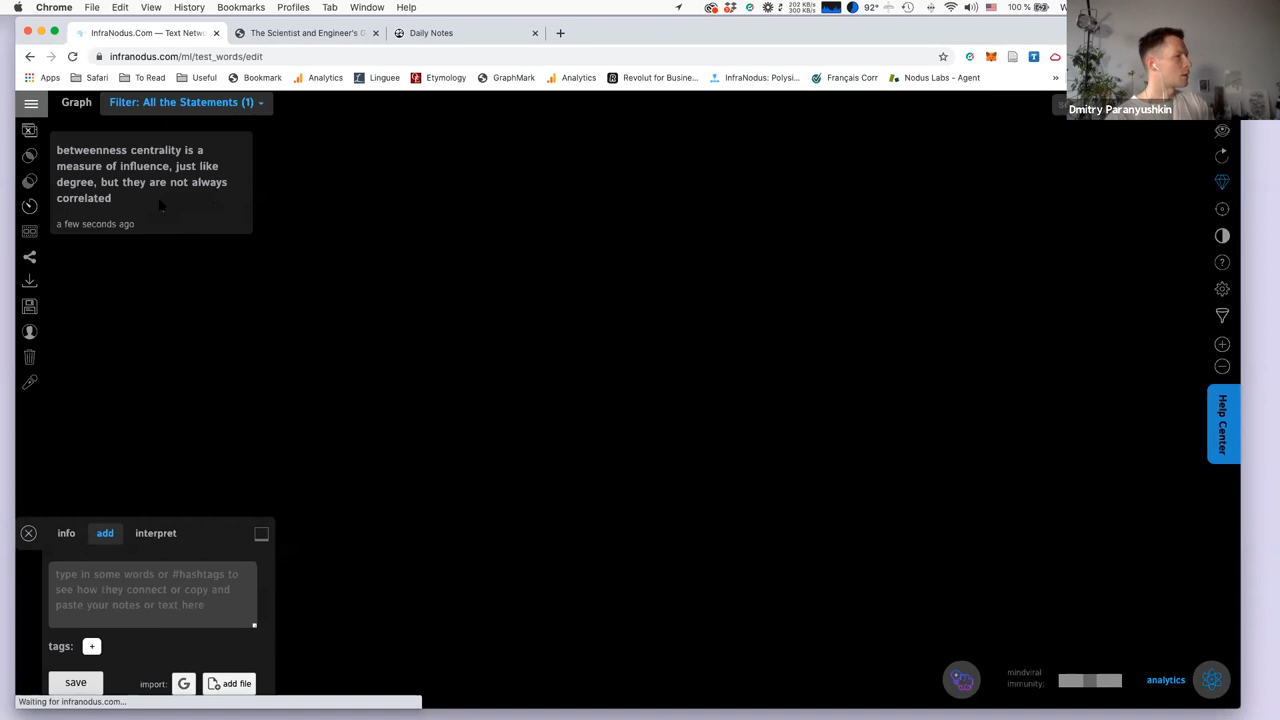 Chrome File Edit View History Bookmarks Profiles Tab Window Help
202 KB/s
300 KB/s
92°
100 %
InfraNodus.Com — Text Netw
The Scientist and Engineer's G
Daily Notes
infranodus.com/ml/test_words/edit
Apps Safari To Read Useful Bookmark Analytics Linguee Etymology GraphMark Analytics Revolut for Busine... InfraNodus: Polysi... Français Corr Nodus Labs - Agent »
Dmitry Paranyushkin
Graph Filter: All the Statements (1)
betweenness centrality is a
measure of influence, just like
degree, but they are not always
correlated
a few seconds ago
Help Center
info add interpret
type in some words or #hashtags to
see how they connect or copy and
paste your notes or text here
tags: +
save import: G add file
mindviral
immunity:
analytics
Waiting for infranodus.com...